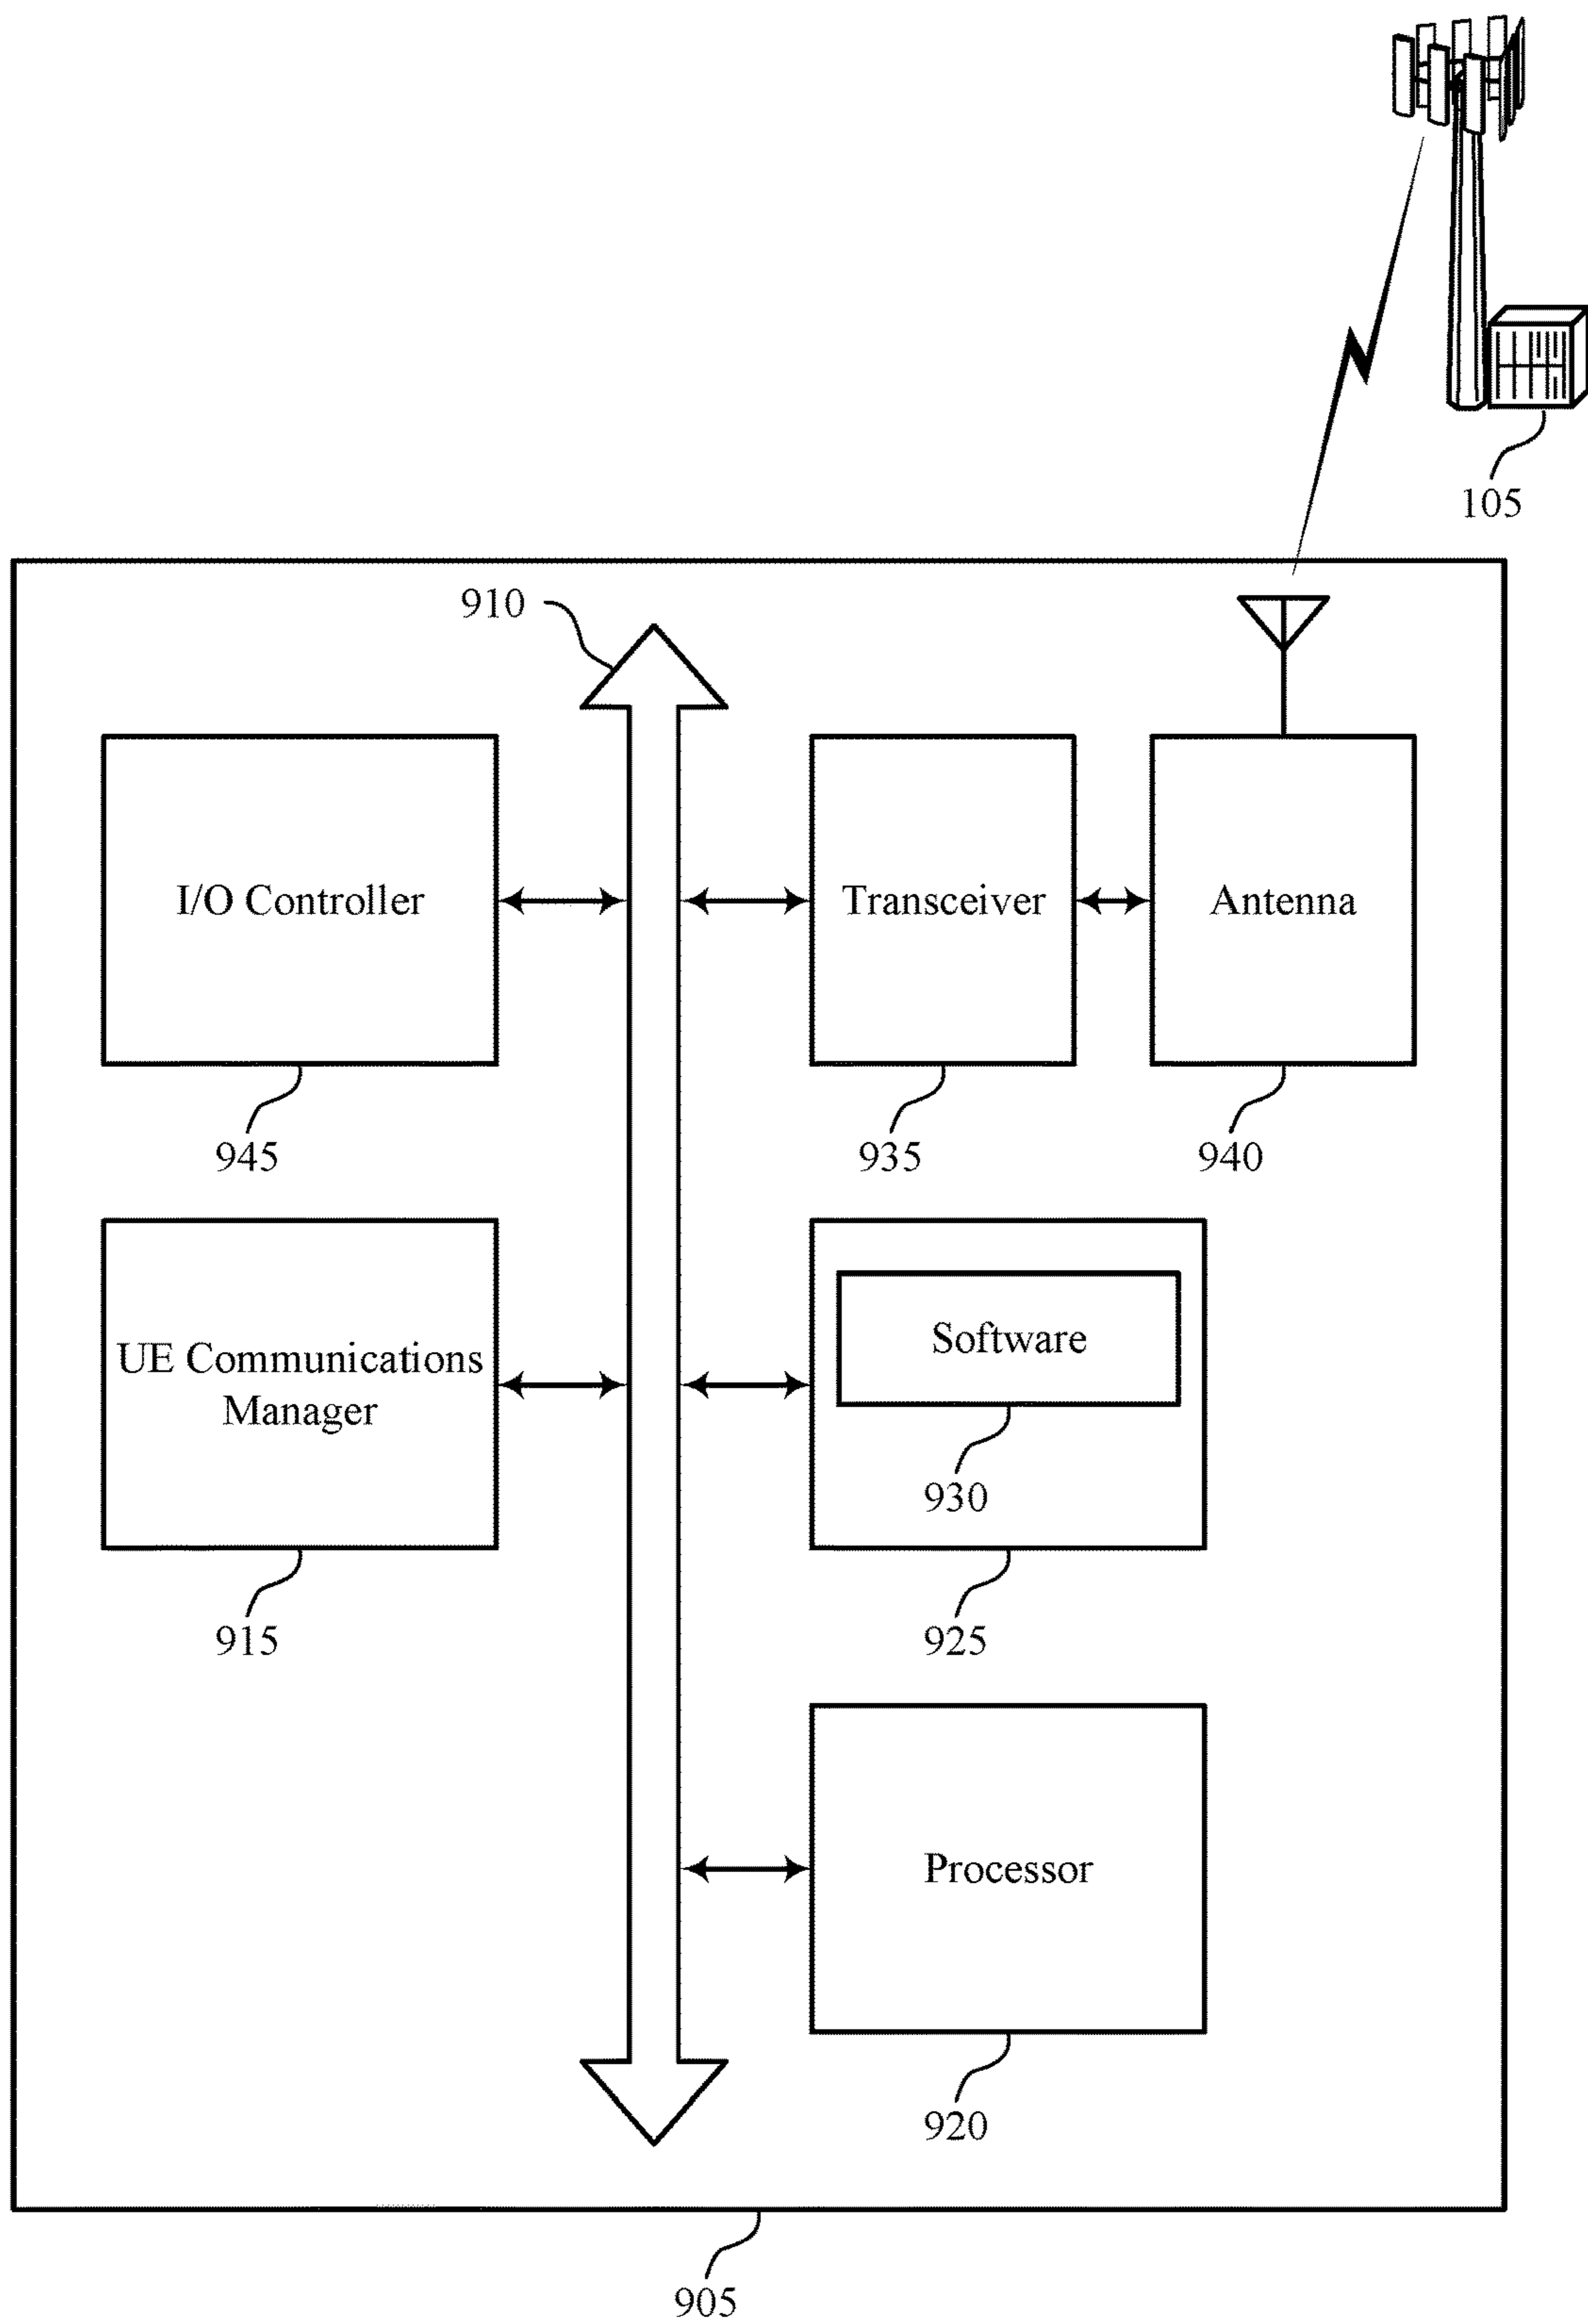 105
910
I/O Controller
Transceiver
Antenna
945
935
940
UE Communications
Manager
Software
930
915
925
Processor
920
905